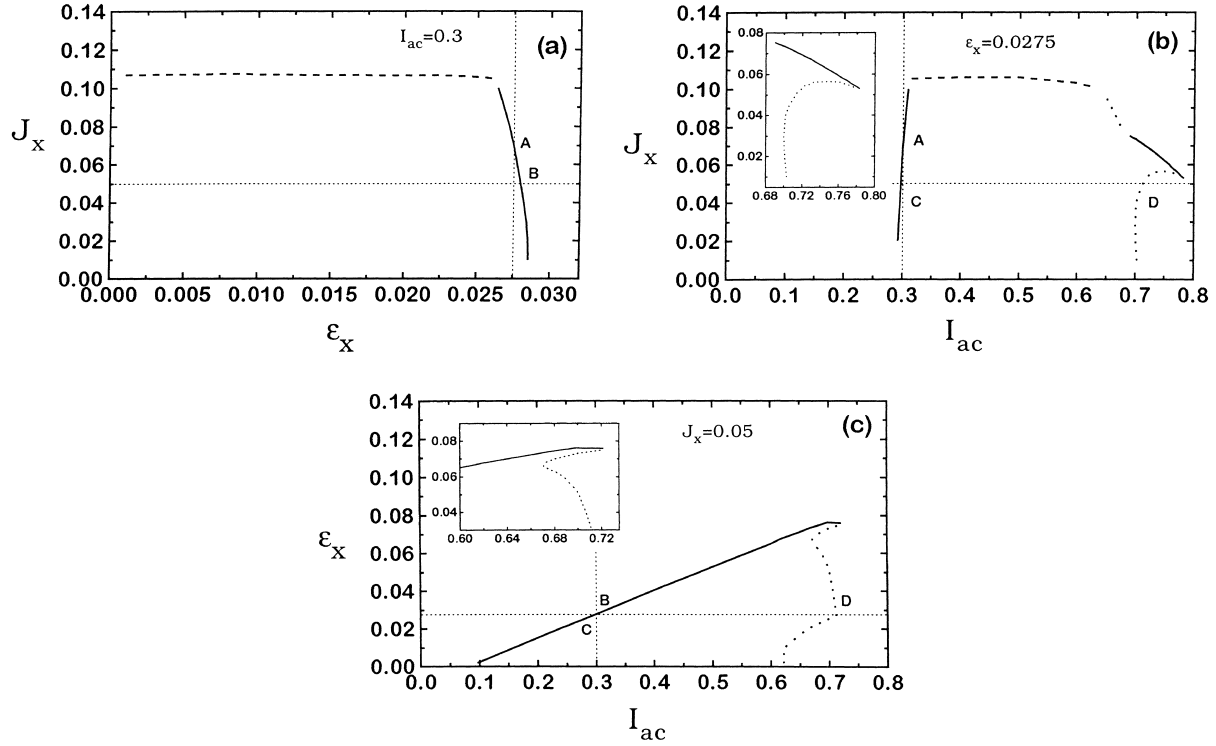 I_ac=0.3
(a)
0.14
0.12
0.10
0.08
0.06
0.04
0.02
0.00
J_x
A
B
0.000 0.005 0.010 0.015 0.020 0.025 0.030
ε_x
(b)
ε_x=0.0275
0.14
0.12
0.10
0.08
0.06
0.04
0.02
0.00
J_x
0.08
0.06
0.04
0.02
0.68 0.72 0.76 0.80
A
C
D
0.0 0.1 0.2 0.3 0.4 0.5 0.6 0.7 0.8
I_ac
(c)
J_x=0.05
0.14
0.12
0.10
0.08
0.06
0.04
0.02
0.00
ε_x
0.08
0.06
0.04
0.60 0.64 0.68 0.72
B
C
D
0.0 0.1 0.2 0.3 0.4 0.5 0.6 0.7 0.8
I_ac